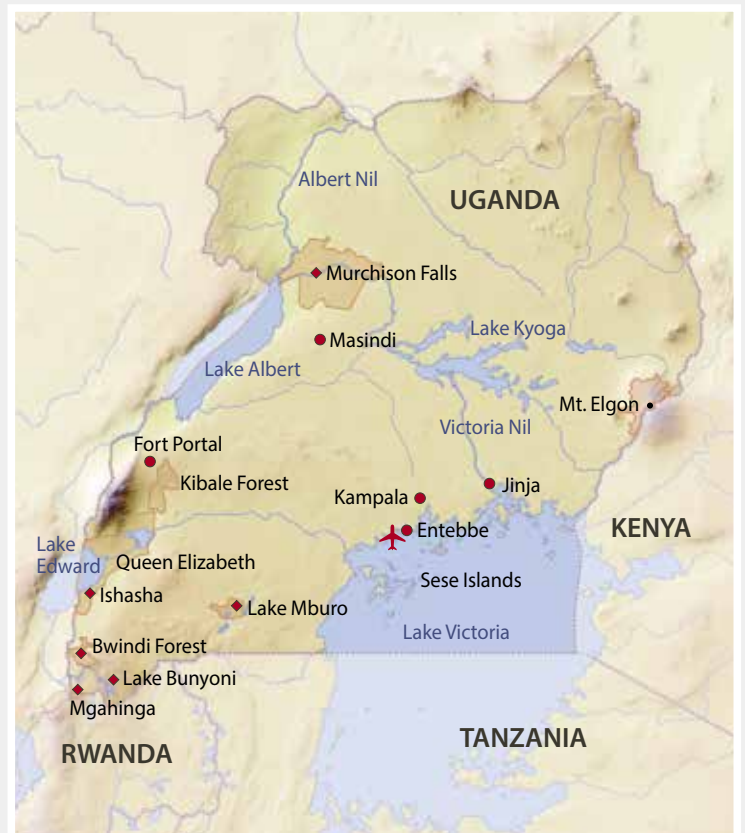 Albert Nil
UGANDA
Murchison Falls
Lake Kyoga
Masindi
Lake Albert
Mt. Elgon
Victoria Nil
Fort Portal
Kibale Forest
Jinja
Kampala
KENYA
Entebbe
Lake
Edward
Queen Elizabeth
Sese Islands
Ishasha
Lake Mburo
Lake Victoria
Bwindi Forest
Lake Bunyoni
Mgahinga
TANZANIA
RWANDA